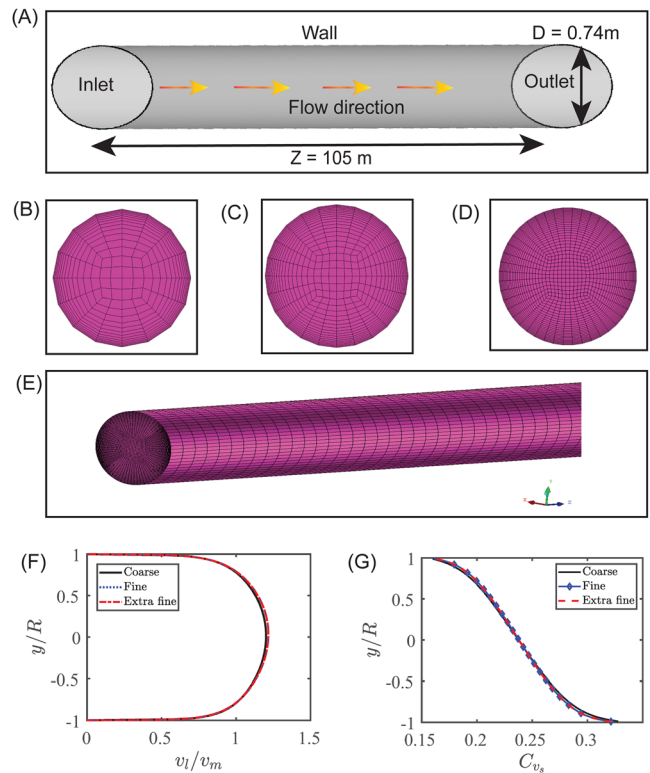 (A)
Wall
D = 0.74m
Inlet
Outlet
Flow direction
Z = 105 m
(B)
(C)
(D)
(E)
(F)
(G)
1
0.5
0
-0.5
-1
y/R
Coarse
Fine
Extra fine
0
0.5
1
1.5
v_l/v_m
1
0.5
0
-0.5
-1
y/R
Coarse
Fine
Extra fine
0.15
0.2
0.25
0.3
C_{v_s}